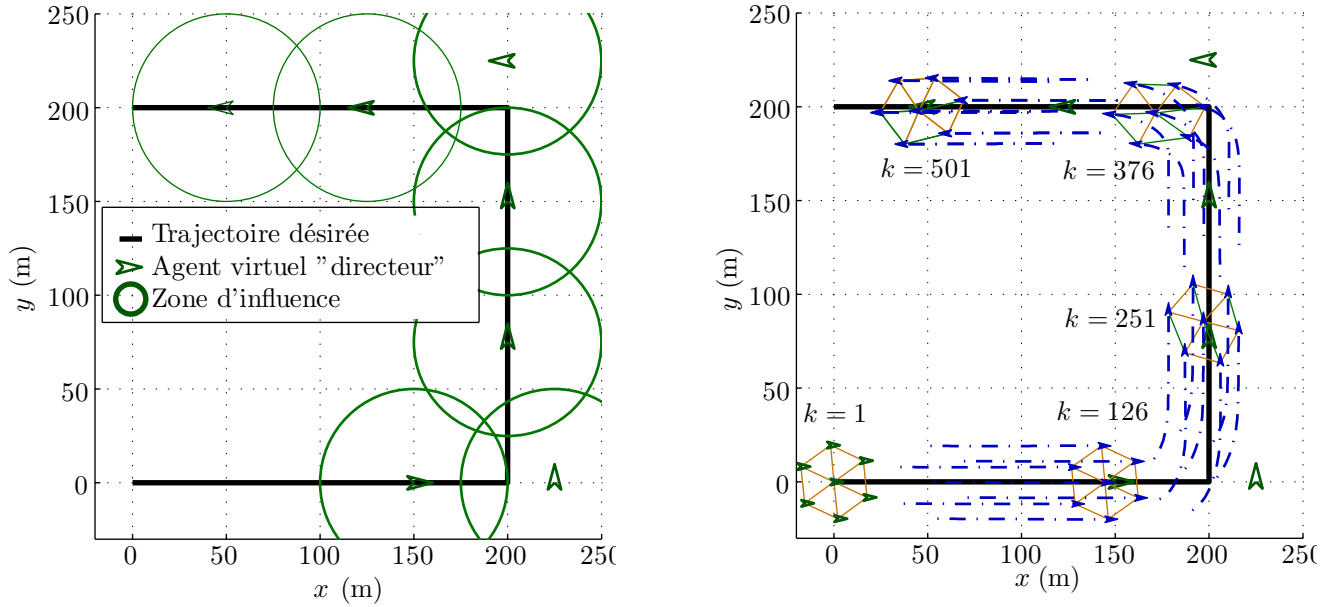 250
200
150
100
50
0
y (m)
Trajectoire désirée
Agent virtuel ”directeur”
Zone d'influence
0 50 100 150 200 250
x (m)
250
200
150
100
50
0
y (m)
k = 501
k = 376
k = 251
k = 1
k = 126
0 50 100 150 200 250
x (m)